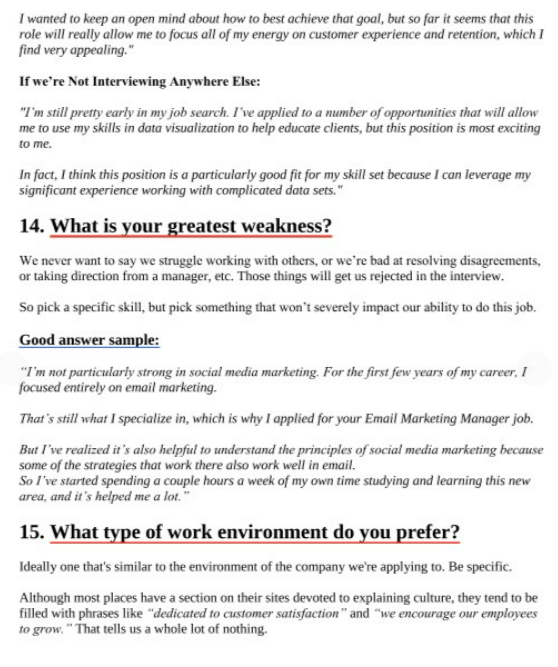 I wanted to keep an open mind about how to best achieve that goal, but so far it seems that this
role will really allow me to focus all of my energy on customer experience and retention, which I
find very appealing."
If we're Not Interviewing Anywhere Else:
"I'm still pretty early in my job search. I've applied to a number of opportunities that will allow
me to use my skills in data visualization to help educate clients, but this position is most exciting
to me.
In fact, I think this position is a particularly good fit for my skill set because I can leverage my
significant experience working with complicated data sets."
14. What is your greatest weakness?
We never want to say we struggle working with others, or we're bad at resolving disagreements,
or taking direction from a manager, etc. Those things will get us rejected in the interview.
So pick a specific skill, but pick something that won't severely impact our ability to do this job.
Good answer sample:
"I'm not particularly strong in social media marketing. For the first few years of my career, I
focused entirely on email marketing.
That's still what I specialize in, which is why I applied for your Email Marketing Manager job.
But I've realized it's also helpful to understand the principles of social media marketing because
some of the strategies that work there also work well in email.
So I've started spending a couple hours a week of my own time studying and learning this new
area, and it's helped me a lot."
15. What type of work environment do you prefer?
Ideally one that's similar to the environment of the company we're applying to. Be specific.
Although most places have a section on their sites devoted to explaining culture, they tend to be
filled with phrases like "dedicated to customer satisfaction" and "we encourage our employees
to grow." That tells us a whole lot of nothing.